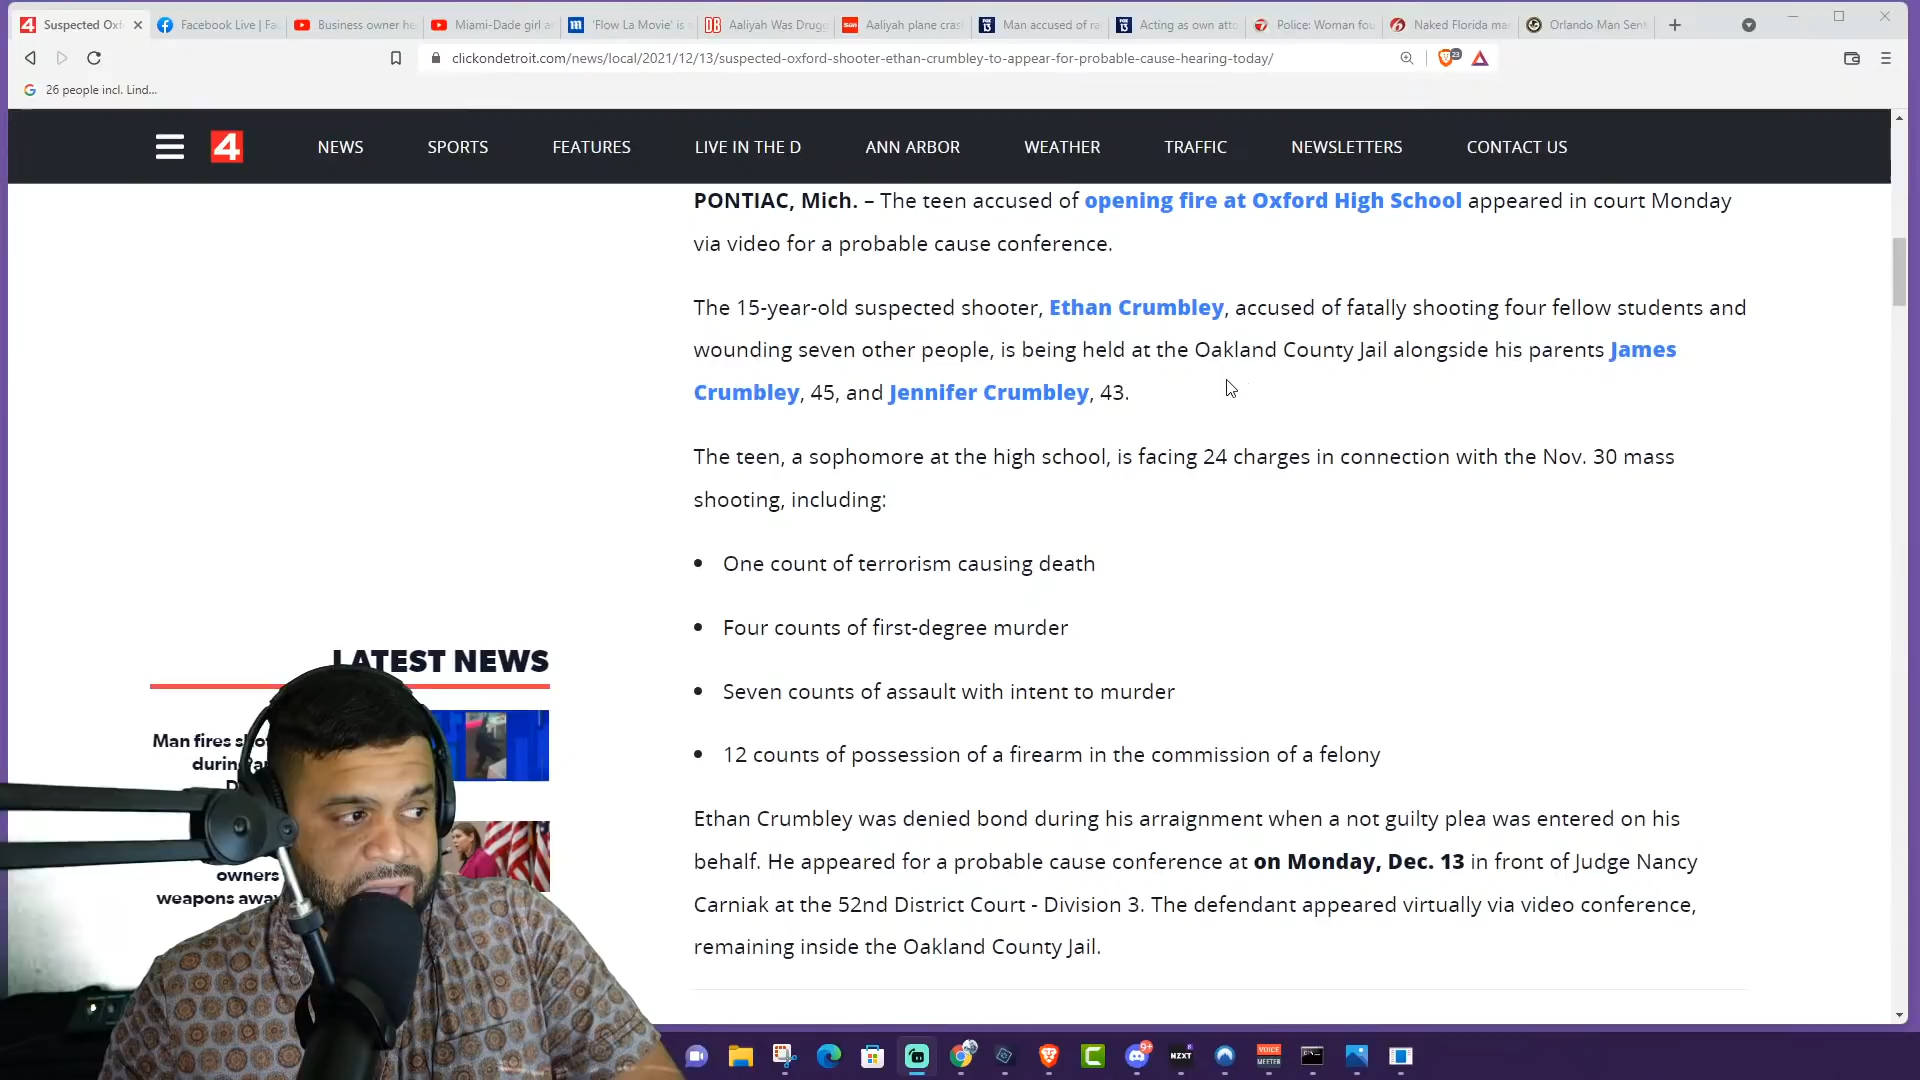 Suspected Oxf
Facebook Live | Fa
Business owner he
Miami-Dade girl a
'Flow La Movie' is
Aaliyah Was Drugg
Aaliyah plane cras
Man accused of ra
Acting as own atto
Police: Woman fou
Naked Florida ma
Orlando Man Sent
clickondetroit.com/news/local/2021/12/13/suspected-oxford-shooter-ethan-crumbley-to-appear-for-probable-cause-hearing-today/
23
26 people incl. Lind...
4
NEWS SPORTS FEATURES LIVE IN THE D ANN ARBOR WEATHER TRAFFIC NEWSLETTERS CONTACT US
PONTIAC, Mich. – The teen accused of opening fire at Oxford High School appeared in court Monday
via video for a probable cause conference.
The 15-year-old suspected shooter, Ethan Crumbley, accused of fatally shooting four fellow students and
wounding seven other people, is being held at the Oakland County Jail alongside his parents James
Crumbley, 45, and Jennifer Crumbley, 43.
The teen, a sophomore at the high school, is facing 24 charges in connection with the Nov. 30 mass
shooting, including:
One count of terrorism causing death
Four counts of first-degree murder
Seven counts of assault with intent to murder
12 counts of possession of a firearm in the commission of a felony
Ethan Crumbley was denied bond during his arraignment when a not guilty plea was entered on his
behalf. He appeared for a probable cause conference at on Monday, Dec. 13 in front of Judge Nancy
Carniak at the 52nd District Court - Division 3. The defendant appeared virtually via video conference,
remaining inside the Oakland County Jail.
LATEST NEWS
Man fires
during
owners
weapons away
9+
NZXT
VOICE
MEETER